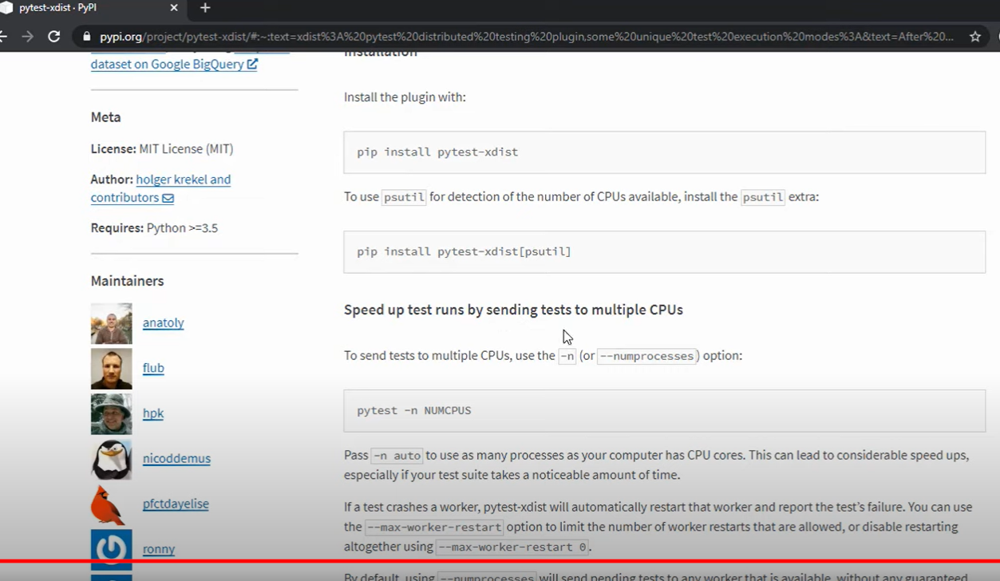 pytest-xdist · PyPI
pypi.org/project/pytest-xdist/#:~:text=xdist%3A%20pytest%20distributed%20testing%20plugin,some%20unique%20test%20execution%20modes%3A&text=After%20...
dataset on Google BigQuery
Meta
License: MIT License (MIT)
Author: holger krekel and
contributors
Requires: Python >=3.5
Maintainers
anatoly
flub
hpk
nicoddemus
pfctdayelise
ronny
Installation
Install the plugin with:
pip install pytest-xdist
To use psutil for detection of the number of CPUs available, install the psutil extra:
pip install pytest-xdist[psutil]
Speed up test runs by sending tests to multiple CPUs
To send tests to multiple CPUs, use the -n (or --numprocesses) option:
pytest -n NUMCPUS
Pass -n auto to use as many processes as your computer has CPU cores. This can lead to considerable speed ups,
especially if your test suite takes a noticeable amount of time.
If a test crashes a worker, pytest-xdist will automatically restart that worker and report the test's failure. You can use
the --max-worker-restart option to limit the number of worker restarts that are allowed, or disable restarting
altogether using --max-worker-restart 0.
By default, using --numprocesses will send pending tests to any worker that is available, without any guaranteed